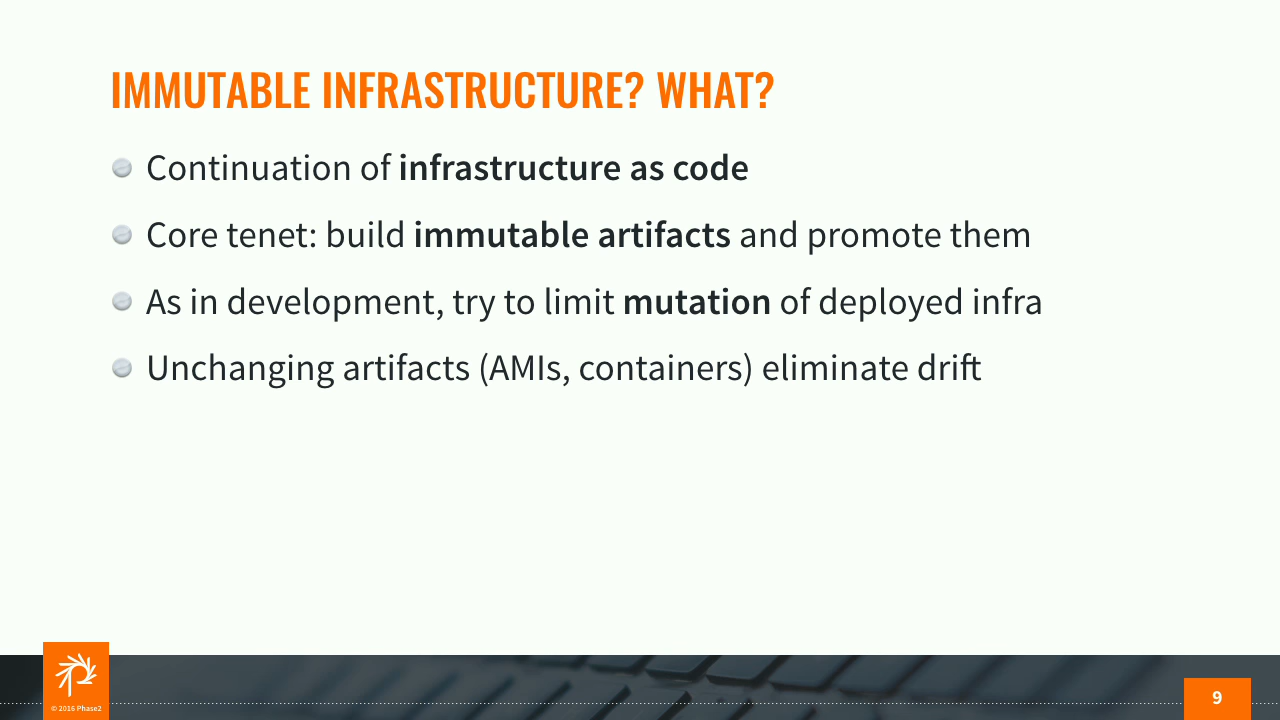 IMMUTABLE INFRASTRUCTURE? WHAT?
Continuation of infrastructure as code
Core tenet: build immutable artifacts and promote them
As in development, try to limit mutation of deployed infra
Unchanging artifacts (AMIs, containers) eliminate drift
© 2016 Phase2
9